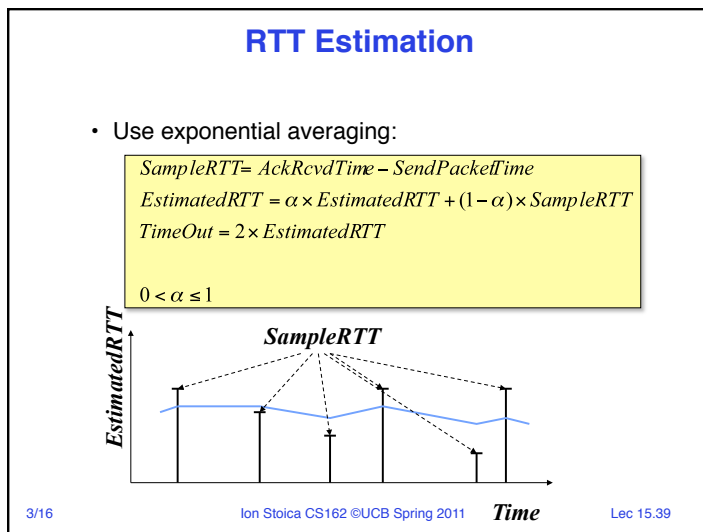 RTT Estimation
• Use exponential averaging:
SampleRTT= AckRcvdTime − SendPacketTime
EstimatedRTT = α × EstimatedRTT + (1− α) × SampleRTT
TimeOut = 2 × EstimatedRTT
0 < α ≤ 1
EstimatedRTT
SampleRTT
Time
3/16
Ion Stoica CS162 ©UCB Spring 2011
Lec 15.39